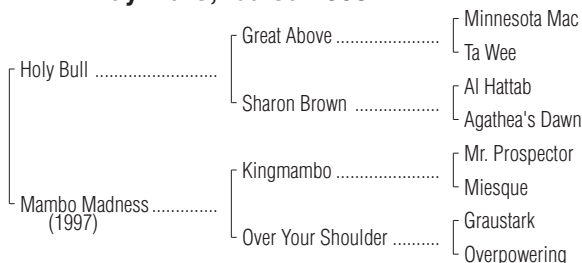 Minnesota Mac
Great Above ....................
Ta Wee
Holy Bull ........................
Al Hattab
Sharon Brown ................
Agathea's Dawn
Mr. Prospector
Kingmambo ...................
Miesque
Mambo Madness .............
(1997)
Graustark
Over Your Shoulder .........
Overpowering